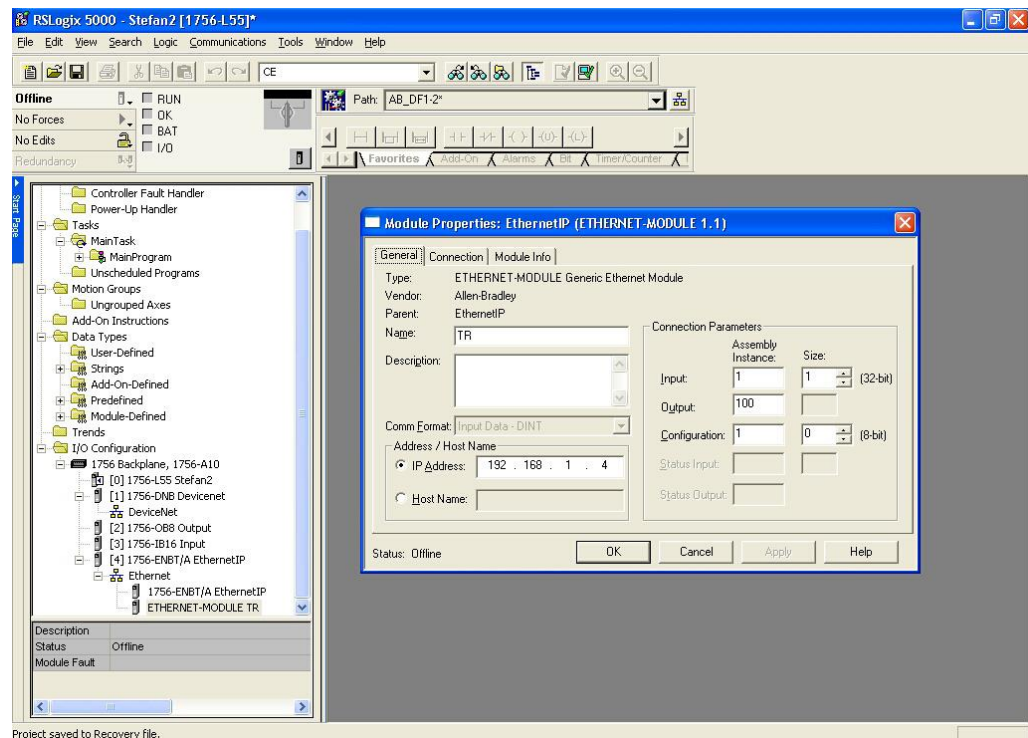 RSLogix 5000 - Stefan2 [1756-L55]*
File Edit View Search Logic Communications Tools Window Help
CE
Offline
RUN
No Forces
OK
No Edits
BAT
Redundancy
I/O
Path: AB_DF1-2*
Favorites Add-On Alarms Bit Timer/Counter
Start Page
Controller Fault Handler
Power-Up Handler
Tasks
MainTask
MainProgram
Unscheduled Programs
Motion Groups
Ungrouped Axes
Add-On Instructions
Data Types
User-Defined
Strings
Add-On-Defined
Predefined
Module-Defined
Trends
I/O Configuration
1756 Backplane, 1756-A10
[0] 1756-L55 Stefan2
[1] 1756-DNB Devicenet
DeviceNet
[2] 1756-OB8 Output
[3] 1756-IB16 Input
[4] 1756-ENBT/A EthernetIP
Ethernet
1756-ENBT/A EthernetIP
ETHERNET-MODULE TR
Description
Status Offline
Module Fault
Module Properties: EthernetIP (ETHERNET-MODULE 1.1)
General Connection Module Info
Type: ETHERNET-MODULE Generic Ethernet Module
Vendor: Allen-Bradley
Parent: EthernetIP
Name: TR
Description:
Comm Format: Input Data - DINT
Address / Host Name
IP Address: 192 . 168 . 1 . 4
Host Name:
Connection Parameters
Assembly Instance: Size:
Input: 1 1 (32-bit)
Output: 100
Configuration: 1 0 (8-bit)
Status Input:
Status Output:
Status: Offline
OK Cancel Apply Help
Project saved to Recovery file.